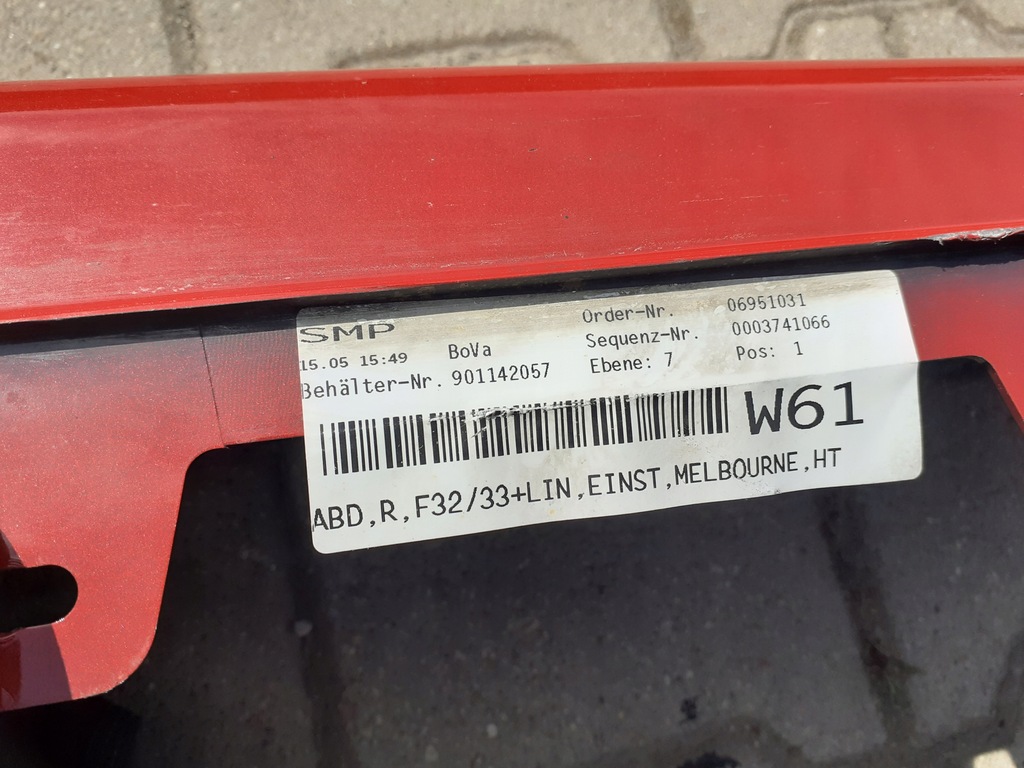 SMP
15.05 15:49 BoVa
Behälter-Nr. 901142057
Order-Nr. 06951031
Sequenz-Nr. 0003741066
Ebene: 7 Pos: 1
W61
ABD,R,F32/33+LIN,EINST,MELBOURNE,HT